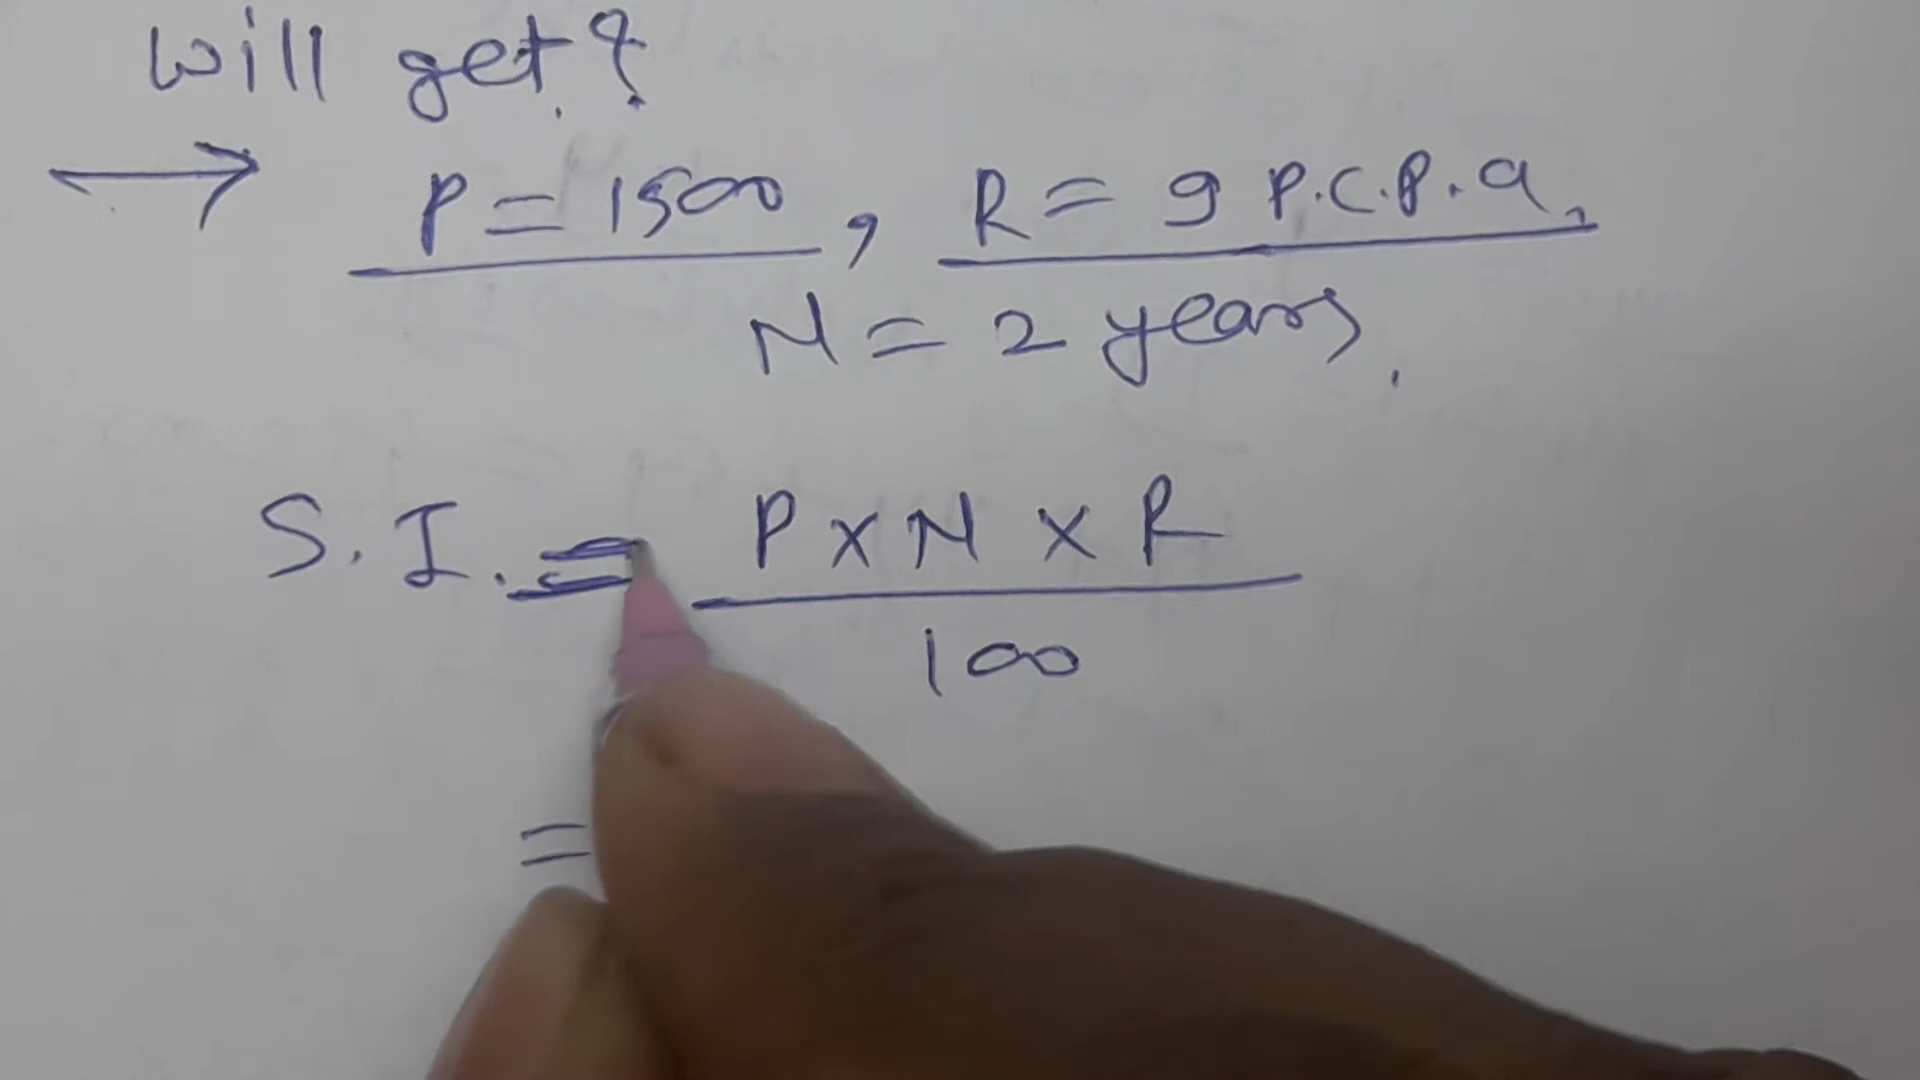 will get?
→ P = 1500, R = 9 P.C.P.a,
N = 2 years.
S.I. = P x N x R
100
=